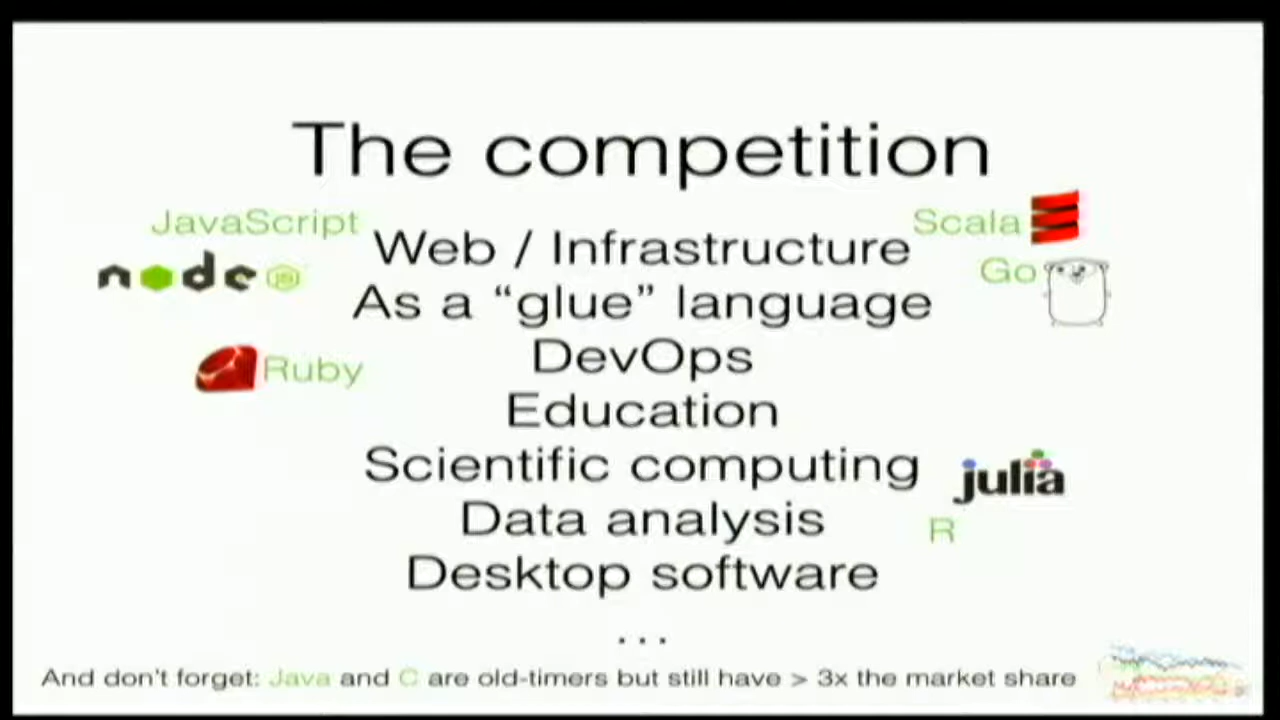 The competition
JavaScript
Scala
Web / Infrastructure
node JS
Go
As a “glue” language
DevOps
Ruby
Education
Scientific computing
julia
Data analysis
R
Desktop software
...
And don't forget: Java and C are old-timers but still have > 3x the market share